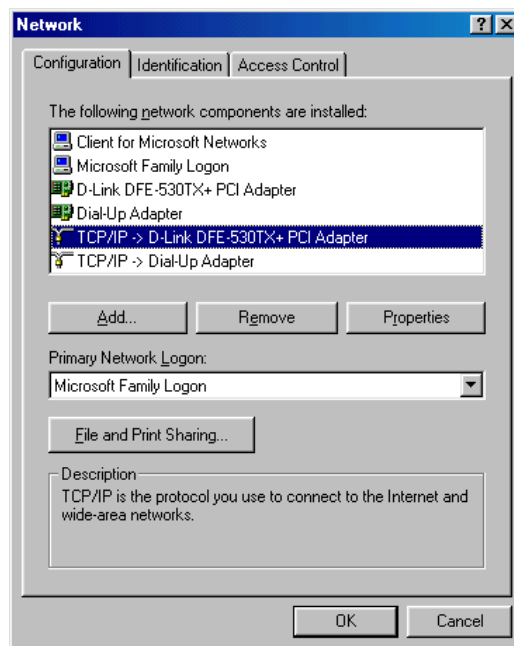 Network
Configuration Identification Access Control
The following network components are installed:
Client for Microsoft Networks
Microsoft Family Logon
D-Link DFE-530TX+ PCI Adapter
Dial-Up Adapter
TCP/IP -> D-Link DFE-530TX+ PCI Adapter
TCP/IP -> Dial-Up Adapter
Add... Remove Properties
Primary Network Logon:
Microsoft Family Logon
File and Print Sharing...
Description
TCP/IP is the protocol you use to connect to the Internet and
wide-area networks.
OK Cancel